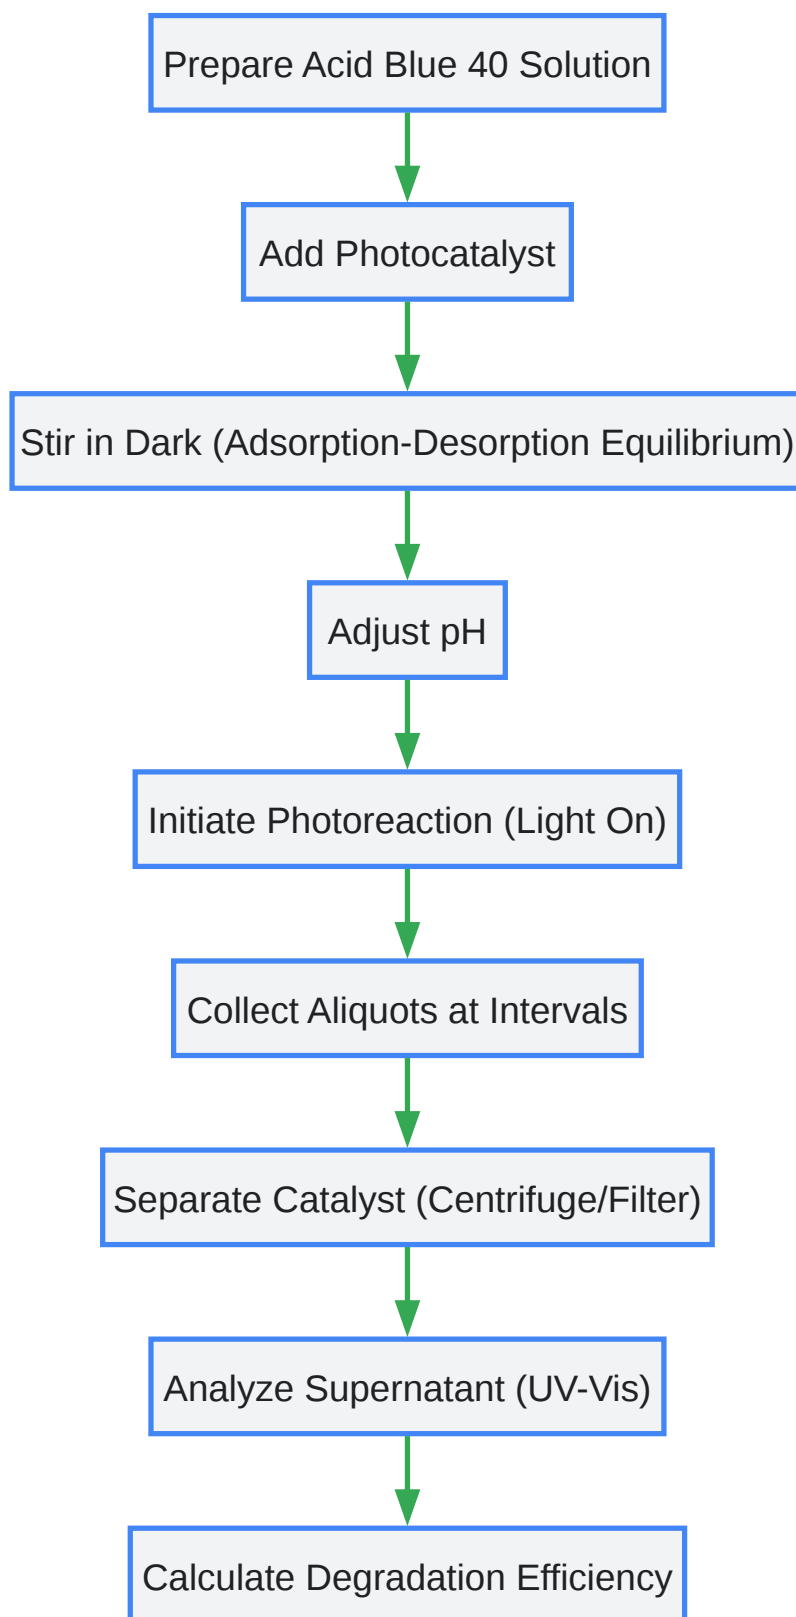 Prepare Acid Blue 40 Solution
Add Photocatalyst
Stir in Dark (Adsorption-Desorption Equilibrium)
Adjust pH
Initiate Photoreaction (Light On)
Collect Aliquots at Intervals
Separate Catalyst (Centrifuge/Filter)
Analyze Supernatant (UV-Vis)
Calculate Degradation Efficiency